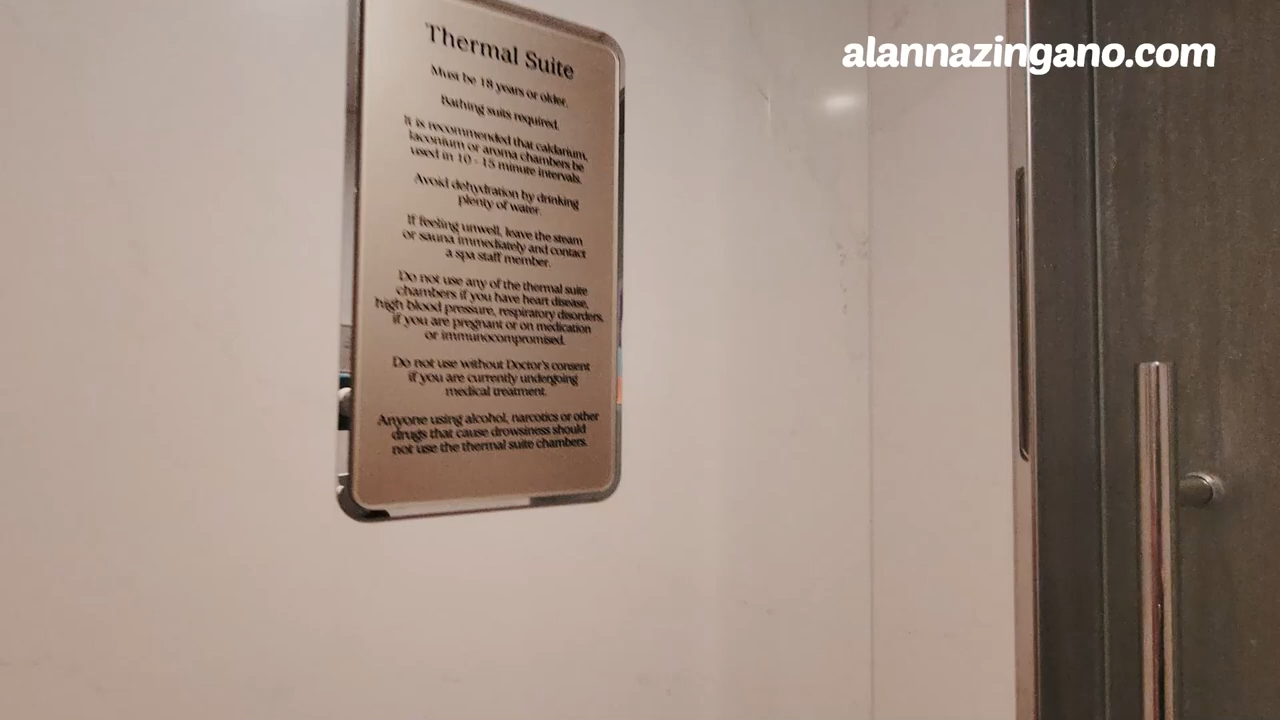 alannazingano.com
Thermal Suite
Must be 18 years or older.
Bathing suits required.
It is recommended that caldarium,
laconium or aroma chambers be
used in 10 - 15 minute intervals.
Avoid dehydration by drinking
plenty of water.
If feeling unwell, leave the steam
or sauna immediately and contact
a spa staff member.
Do not use any of the thermal suite
chambers if you have heart disease,
high blood pressure, respiratory disorders,
if you are pregnant or on medication
or immunocompromised.
Do not use without Doctor's consent
if you are currently undergoing
medical treatment.
Anyone using alcohol, narcotics or other
drugs that cause drowsiness should
not use the thermal suite chambers.